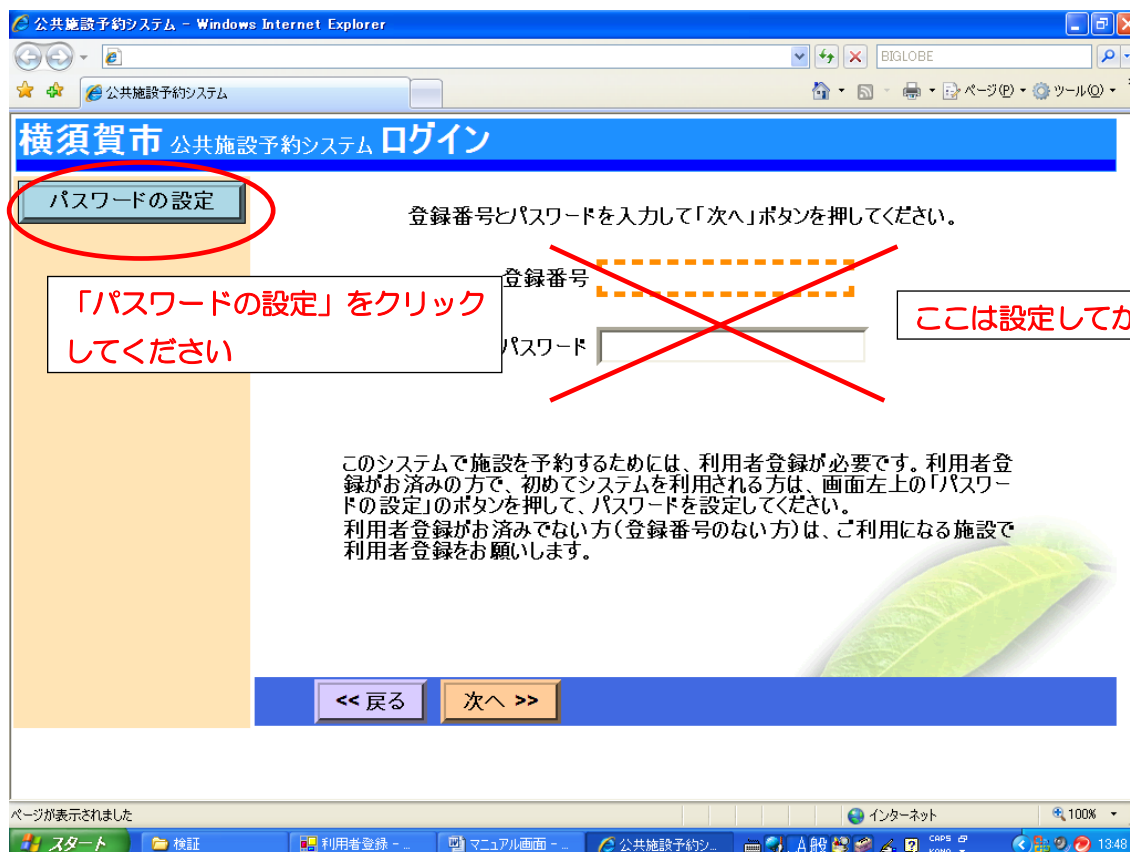 公共施設予約システム - Windows Internet Explorer
BIGLOBE
公共施設予約システム
ページ(P)
ツール(O)
横須賀市 公共施設予約システム ログイン
パスワードの設定
登録番号とパスワードを入力して「次へ」ボタンを押してください。
登録番号
「パスワードの設定」をクリック
してください
ここは設定してか
パスワード
このシステムで施設を予約するためには、利用者登録が必要です。利用者登
録がお済みの方で、初めてシステムを利用される方は、画面左上の「パスワー
ドの設定」のボタンを押して、パスワードを設定してください。
利用者登録がお済みでない方(登録番号のない方)は、ご利用になる施設で
利用者登録をお願いします。
<< 戻る
次へ >>
ページが表示されました
インターネット
100%
スタート
検証
利用者登録 - ...
マニュアル画面 - ...
公共施設予約シ...
A 般
CAPS
KANA
13:48